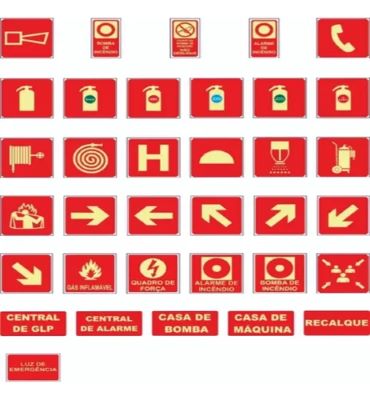 BOMBA
DE
INCÊNDIO
ALARME
DE
INCÊNDIO
H
GÁS INFLAMÁVEL
QUADRO DE
FORÇA
ALARME DE
INCÊNDIO
BOMBA DE
INCÊNDIO
CENTRAL
DE GLP
CENTRAL
DE ALARME
CASA DE
BOMBA
CASA DE
MÁQUINA
RECALQUE
LUZ DE
EMERGÊNCIA